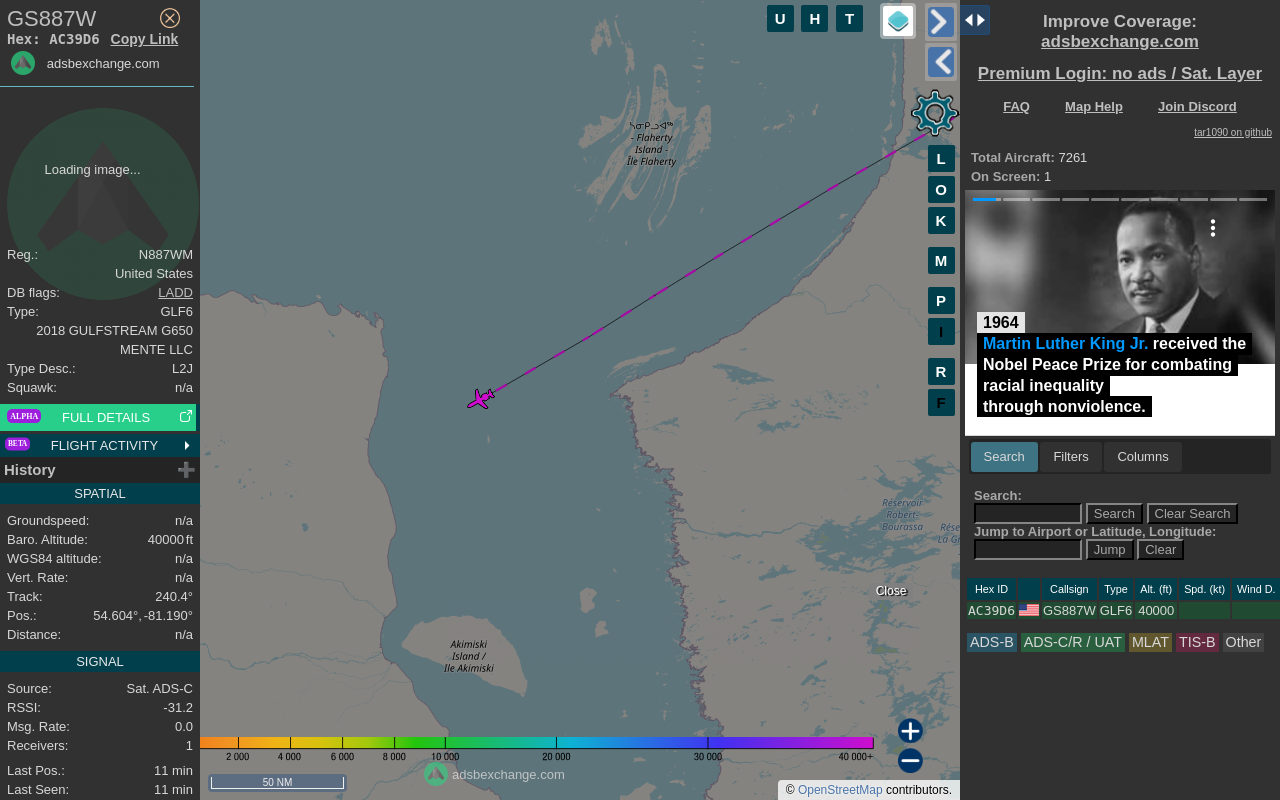 GS887W
Hex: AC39D6 Copy Link
adsbexchange.com
Loading image...
Reg.: N887WM
United States
DB flags: LADD
Type: GLF6
2018 GULFSTREAM G650
MENTE LLC
Type Desc.: L2J
Squawk: n/a
ALPHA FULL DETAILS
BETA FLIGHT ACTIVITY
History
SPATIAL
Groundspeed: n/a
Baro. Altitude: 40000 ft
WGS84 altitude: n/a
Vert. Rate: n/a
Track: 240.4°
Pos.: 54.604°, -81.190°
Distance: n/a
SIGNAL
Source: Sat. ADS-C
RSSI: -31.2
Msg. Rate: 0.0
Receivers: 1
Last Pos.: 11 min
Last Seen: 11 min
U H T
- Flaherty
Island -
Île Flaherty
L
O
K
M
P
I
R
F
Réservoir
Robert-
Bourassa
Close
Akimiski
Island /
Ile Akimiski
2 000 4 000 6 000 8 000 10 000 20 000 30 000 40 000+
50 NM
adsbexchange.com
© OpenStreetMap contributors.
Improve Coverage:
adsbexchange.com
Premium Login: no ads / Sat. Layer
FAQ Map Help Join Discord
tar1090 on github
Total Aircraft: 7261
On Screen: 1
1964
Martin Luther King Jr. received the
Nobel Peace Prize for combating
racial inequality
through nonviolence.
Search Filters Columns
Search:
Search Clear Search
Jump to Airport or Latitude, Longitude:
Jump Clear
Hex ID Callsign Type Alt. (ft) Spd. (kt) Wind D.
AC39D6 GS887W GLF6 40000
ADS-B ADS-C/R / UAT MLAT TIS-B Other